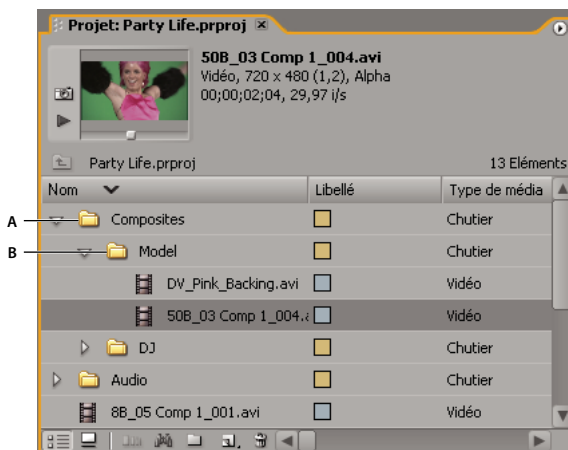 Projet: Party Life.prproj
50B_03 Comp 1_004.avi
Vidéo, 720 x 480 (1,2), Alpha
00;00;02;04, 29,97 i/s
Party Life.prproj 13 Eléments
Nom Libellé Type de média
A Composites Chutier
B Model Chutier
DV_Pink_Backing.avi Vidéo
50B_03 Comp 1_004.a Vidéo
DJ Chutier
Audio Chutier
8B_05 Comp 1_001.avi Vidéo